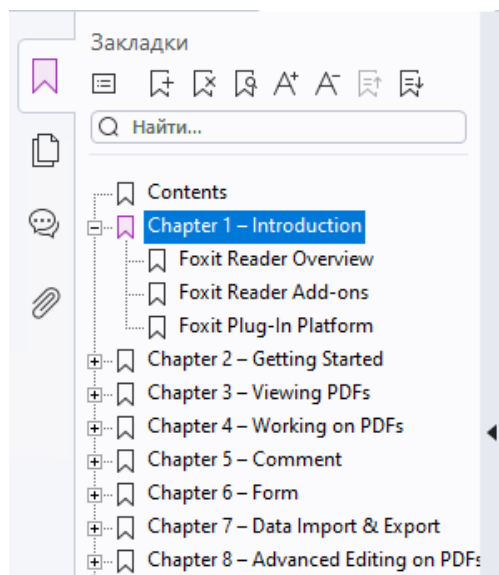 Закладки
Найти...
Contents
Chapter 1 – Introduction
Foxit Reader Overview
Foxit Reader Add-ons
Foxit Plug-In Platform
Chapter 2 – Getting Started
Chapter 3 – Viewing PDFs
Chapter 4 – Working on PDFs
Chapter 5 – Comment
Chapter 6 – Form
Chapter 7 – Data Import & Export
Chapter 8 – Advanced Editing on PDFs